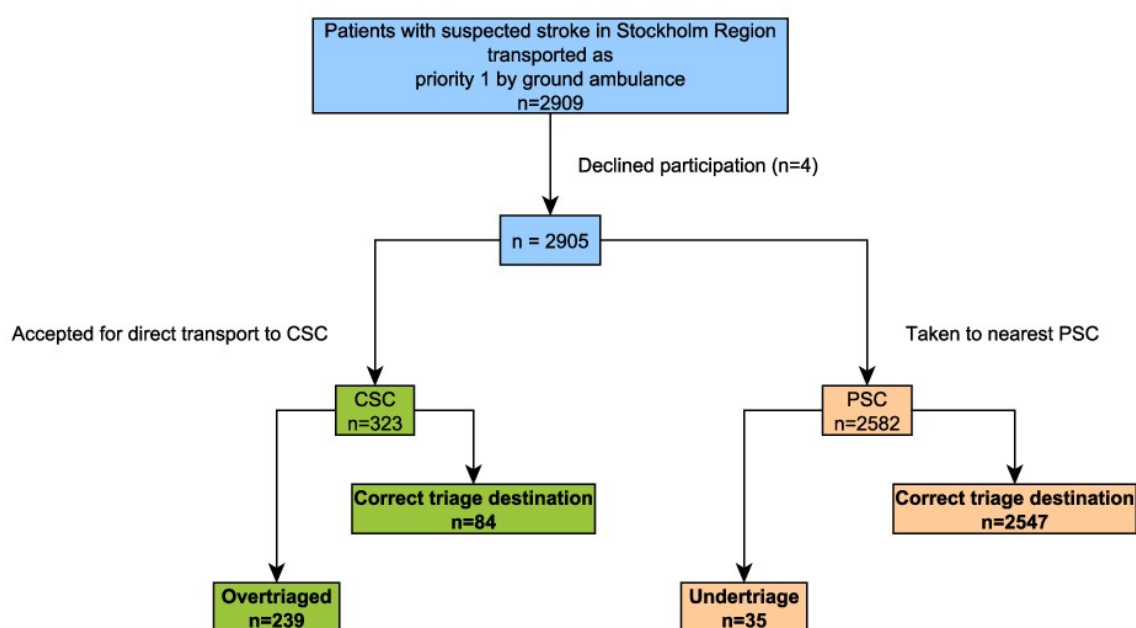 Patients with suspected stroke in Stockholm Region
transported as
priority 1 by ground ambulance
n=2909
Declined participation (n=4)
n = 2905
Accepted for direct transport to CSC
Taken to nearest PSC
CSC
n=323
PSC
n=2582
Correct triage destination
n=84
Correct triage destination
n=2547
Overtriaged
n=239
Undertriage
n=35